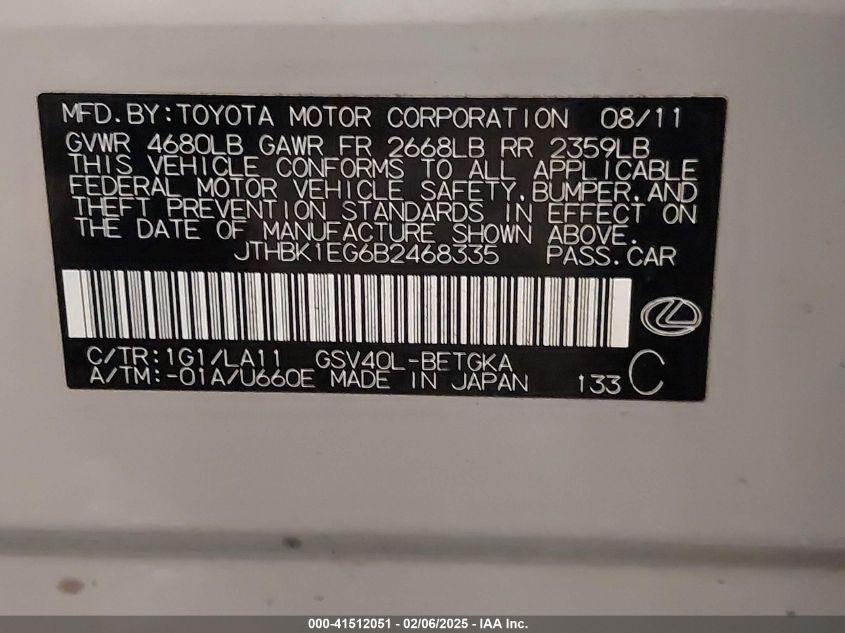 MFD.BY:TOYOTA MOTOR CORPORATION 08/11
GVWR 4680LB GAWR FR 2668LB RR 2359LB
THIS VEHICLE CONFORMS TO ALL APPLICABLE
FEDERAL MOTOR VEHICLE SAFETY,BUMPER,AND
THEFT PREVENTION STANDARDS IN EFFECT ON
THE DATE OF MANUFACTURE SHOWN ABOVE.
JTHBK1EG6B2468335 PASS.CAR
C/TR:1G1/LA11 GSV40L-BETGKA
A/TM:-01A/U660E MADE IN JAPAN 133 C
000-41512051 - 02/06/2025 - IAA Inc.